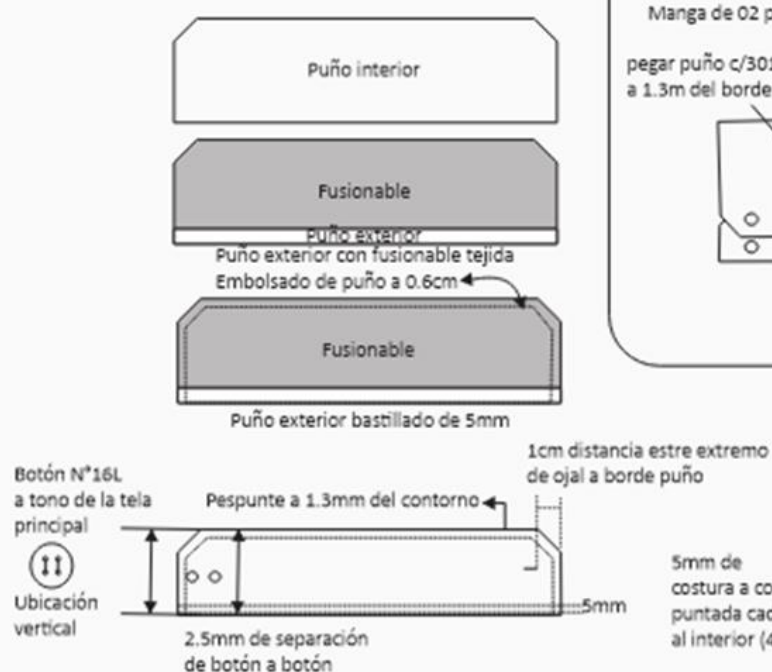 Puño interior
Fusionable
Puño exterior
Puño exterior con fusionable tejida
Embolsado de puño a 0.6cm
Fusionable
Puño exterior bastillado de 5mm
Manga de 02 p
pegar puño c/301
a 1.3m del borde
Botón N°16L
a tono de la tela
principal
Ubicación
vertical
Pespunte a 1.3mm del contorno
1cm distancia estre extremo
de ojal a borde puño
5mm
2.5mm de separación
de botón a botón
5mm de
costura a co
puntada cad
al interior (4